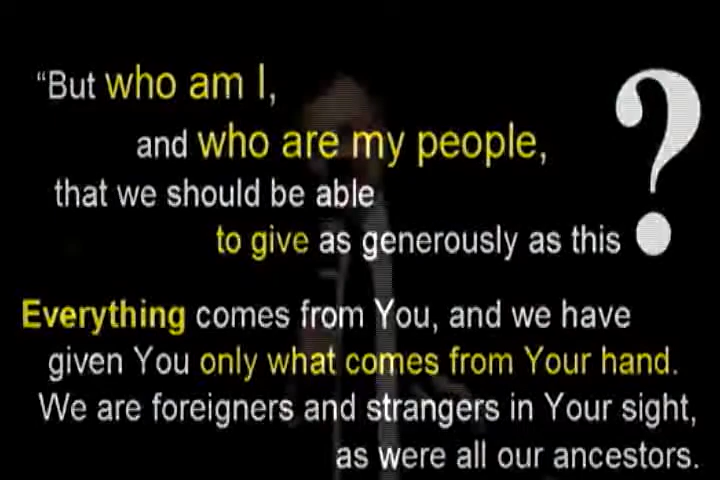 “But who am I,
and who are my people,
that we should be able
to give as generously as this ?
Everything comes from You, and we have
given You only what comes from Your hand.
We are foreigners and strangers in Your sight,
as were all our ancestors.